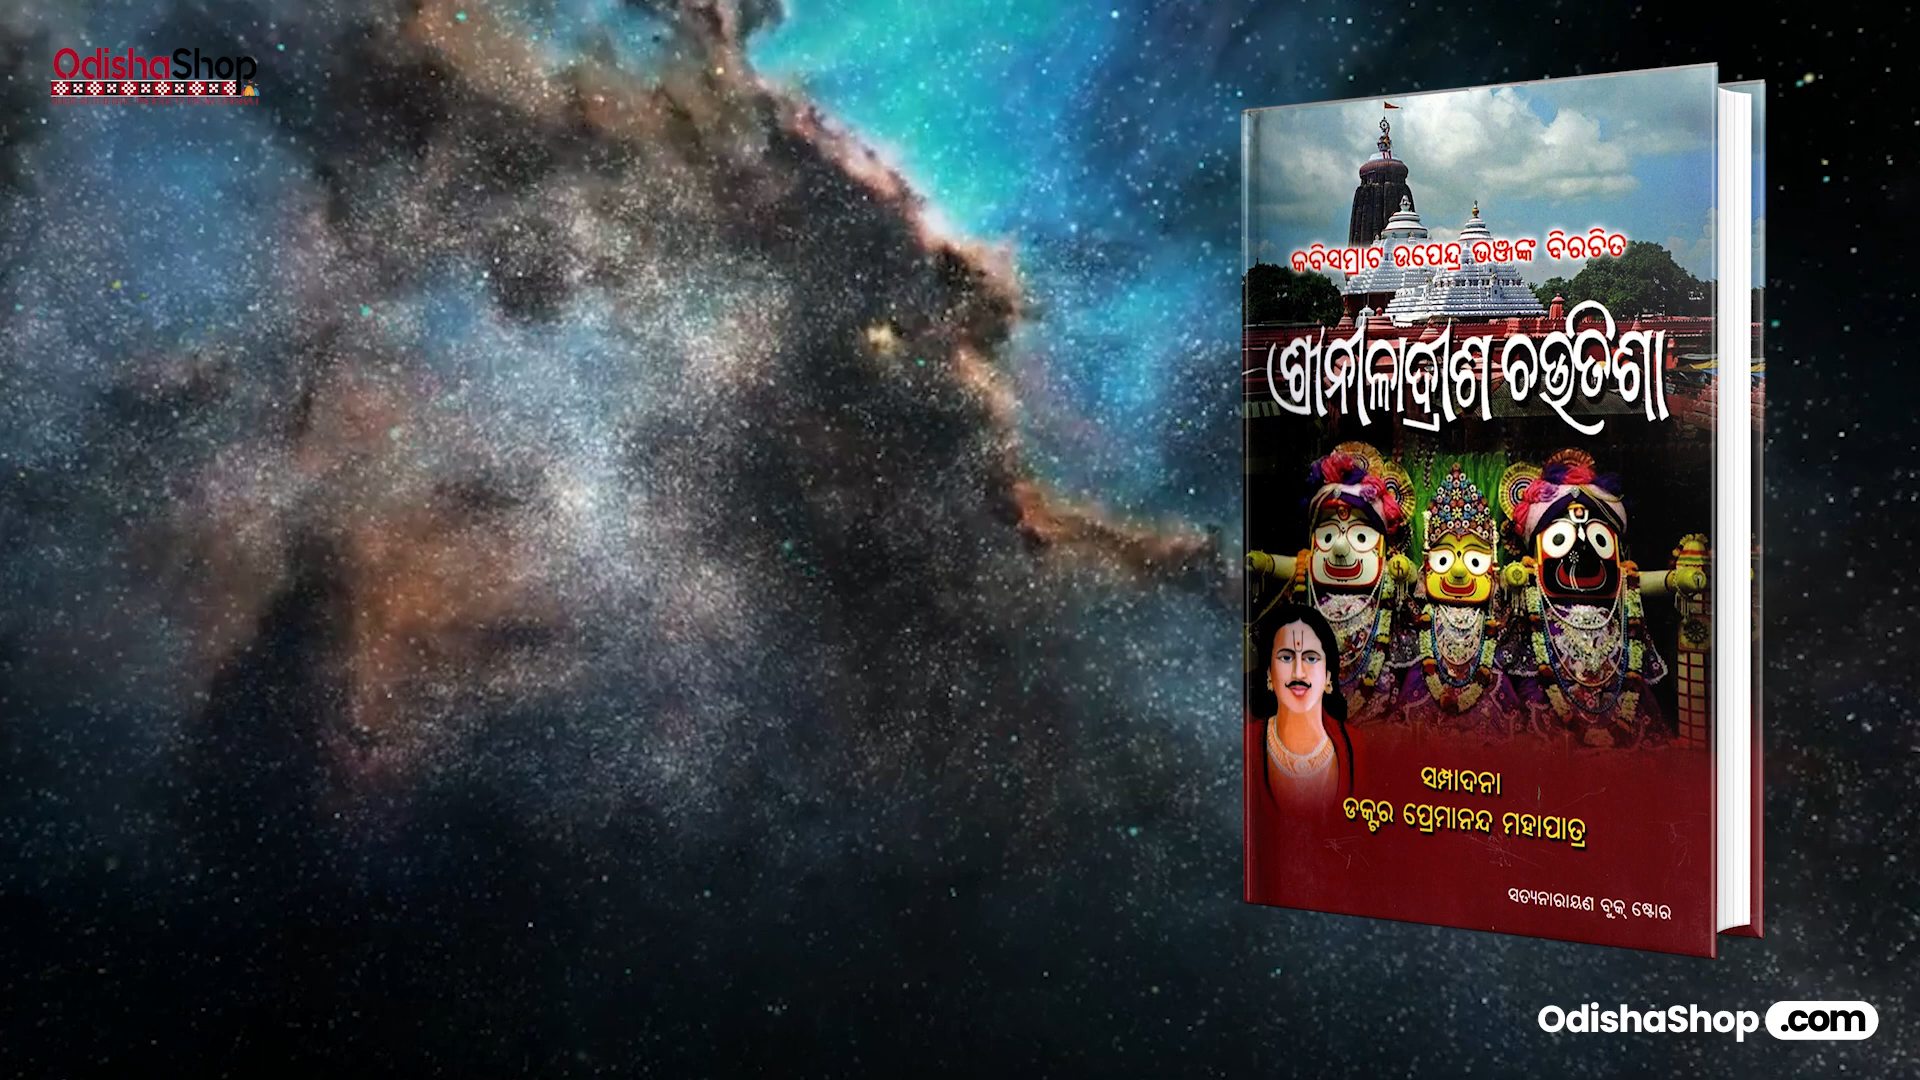 OdishaShop
କବିସମ୍ରାଟ ଉପେନ୍ଦ୍ର ଭଞ୍ଜଙ୍କ ବିରଚିତ
ଶ୍ରୀନୀଳାଦ୍ରୀଶ ଚଉତିଶା
ସମ୍ପାଦନା
ଡକ୍ଟର ପ୍ରେମାନନ୍ଦ ମହାପାତ୍ର
ସତ୍ୟନାରାୟଣ ବୁକ୍ ଷ୍ଟୋର
OdishaShop.com